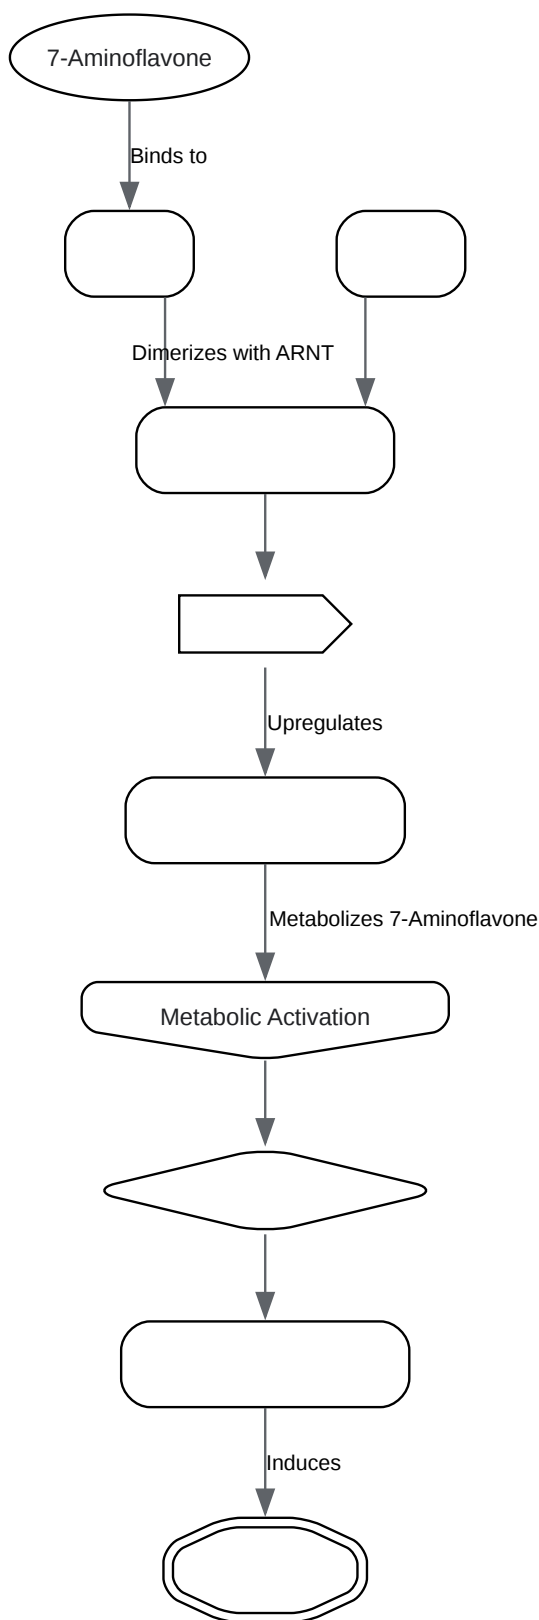 7-Aminoflavone
Binds to
Dimerizes with ARNT
Upregulates
Metabolizes 7-Aminoflavone
Metabolic Activation
Induces